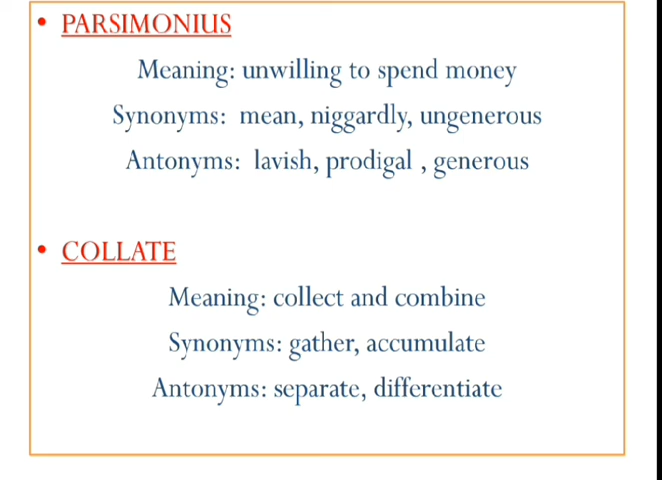 • PARSIMONIUS
Meaning: unwilling to spend money
Synonyms: mean, niggardly, ungenerous
Antonyms: lavish, prodigal , generous
• COLLATE
Meaning: collect and combine
Synonyms: gather, accumulate
Antonyms: separate, differentiate